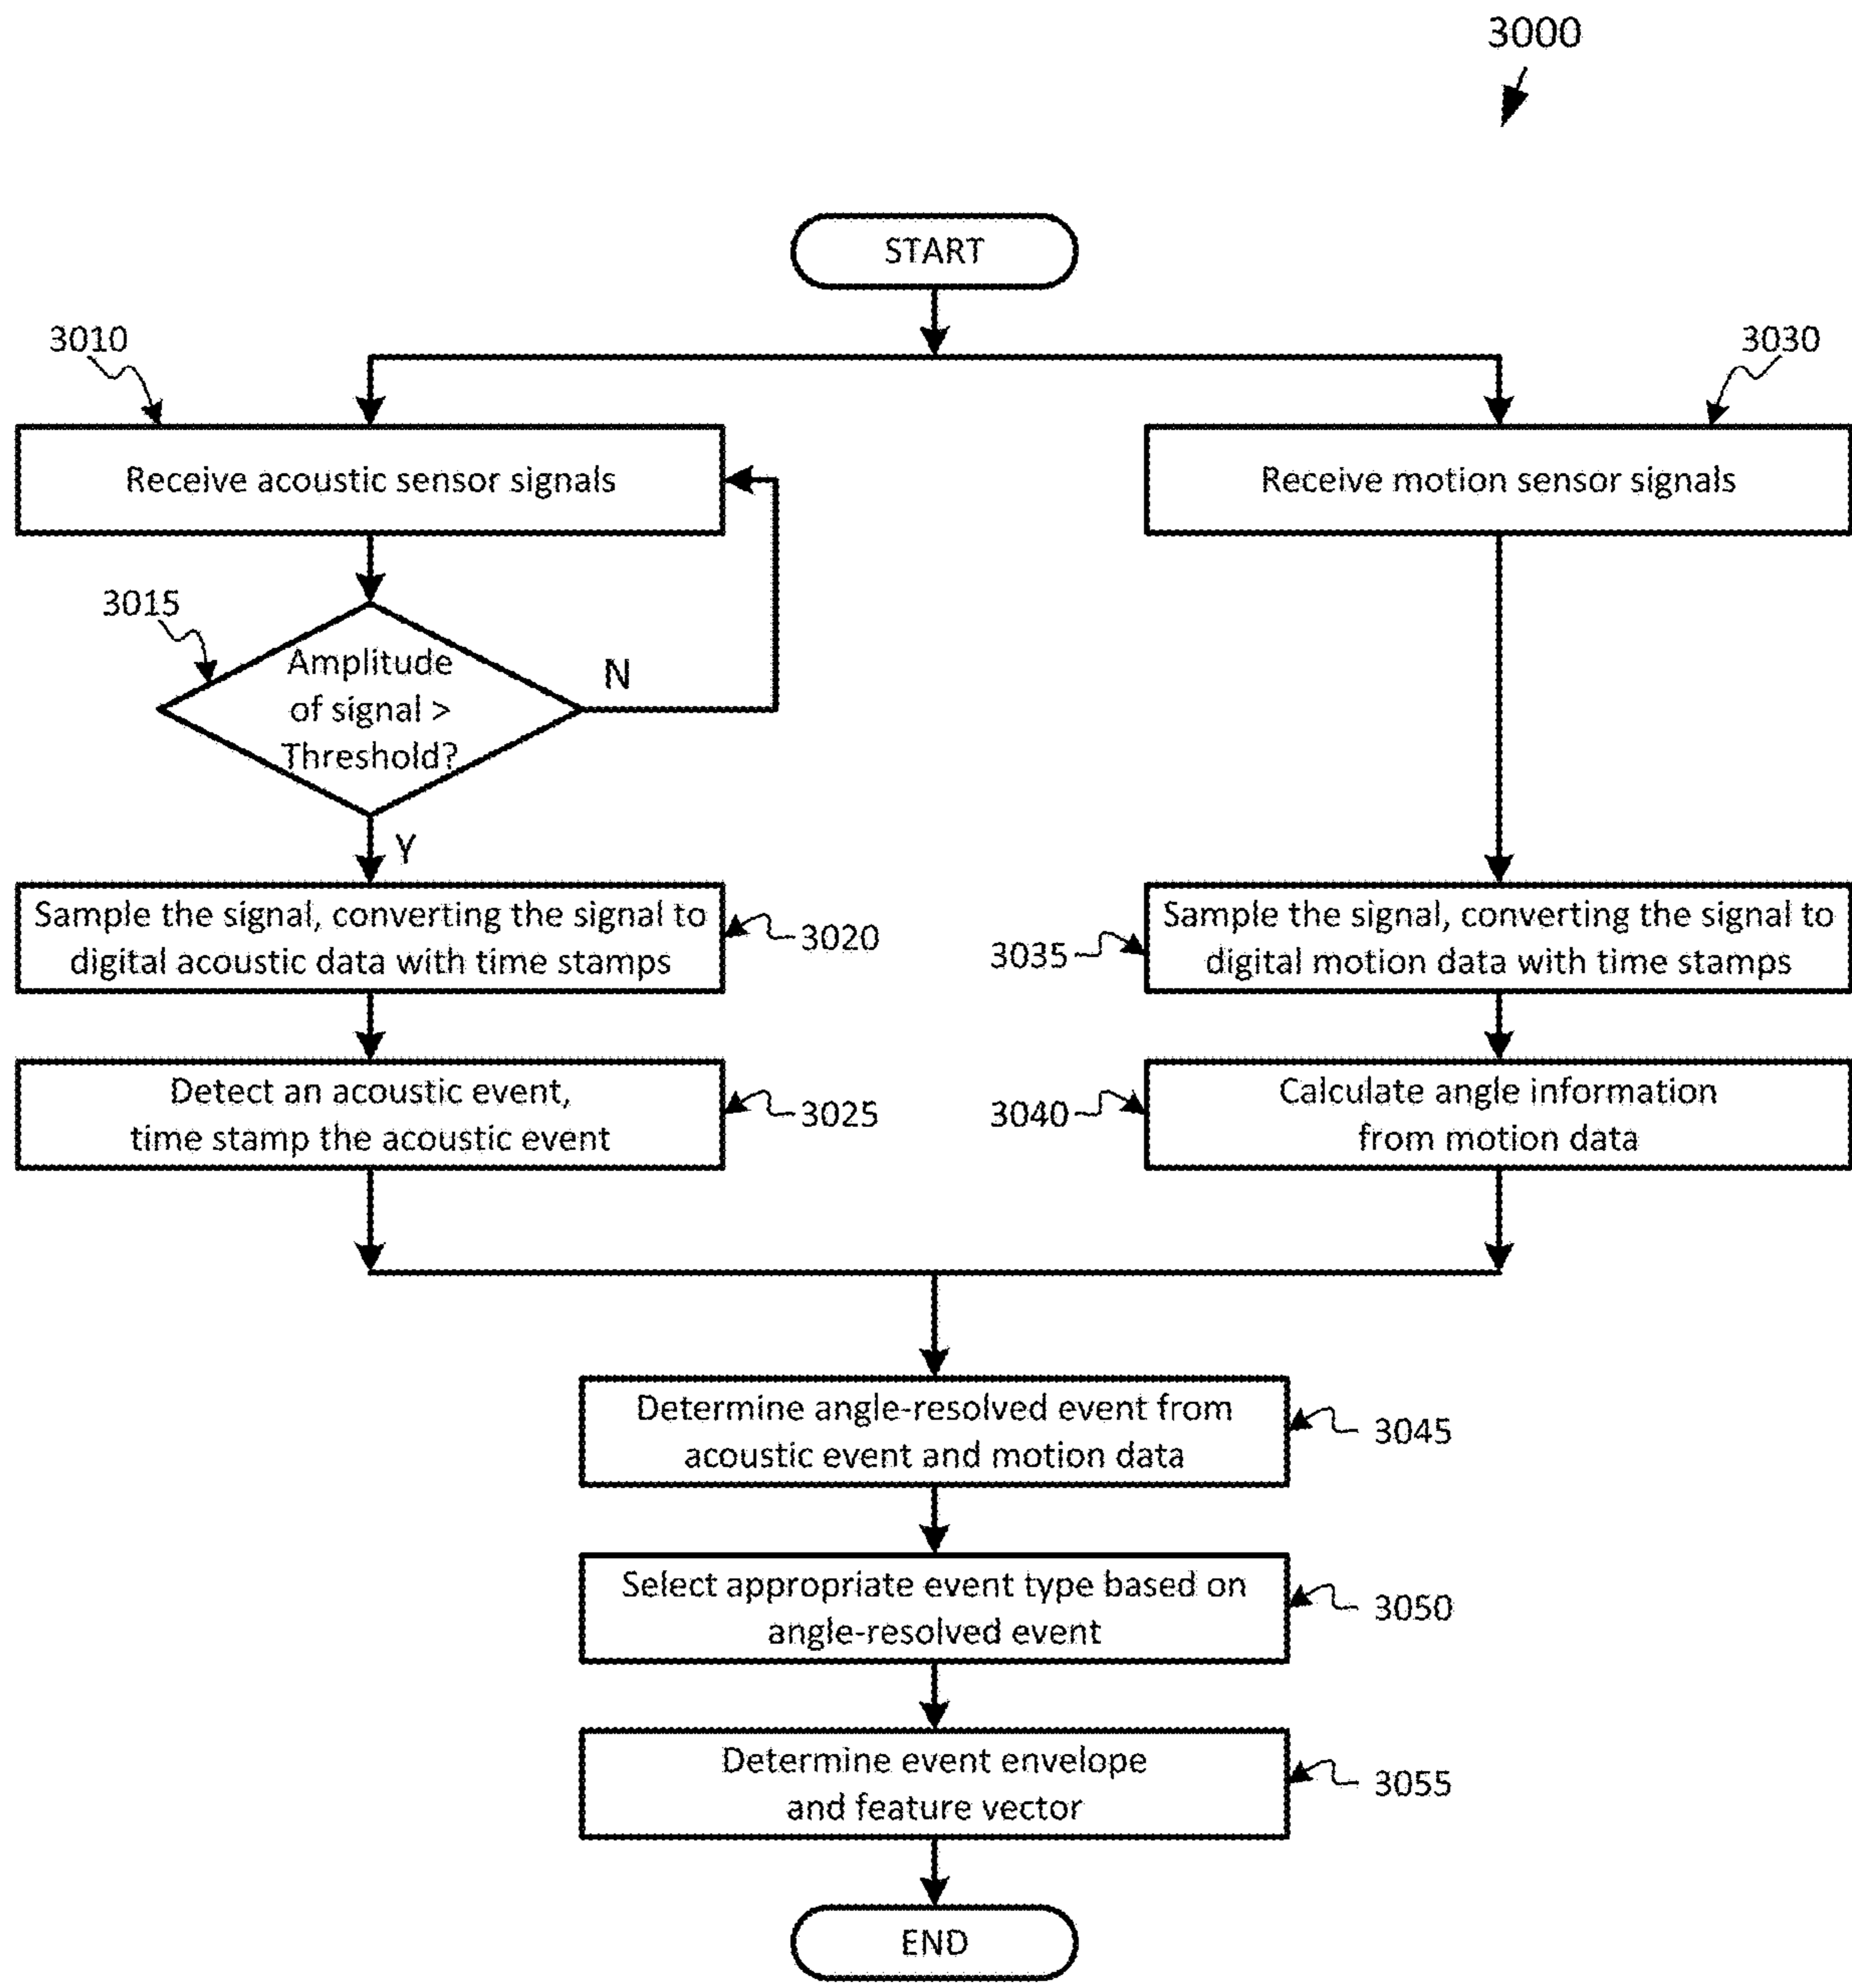 3000
START
3010
3030
Receive acoustic sensor signals
Receive motion sensor signals
3015
Amplitude
of signal >
Threshold?
N
Y
Sample the signal, converting the signal to
digital acoustic data with time stamps
3020
3035
Sample the signal, converting the signal to
digital motion data with time stamps
Detect an acoustic event,
time stamp the acoustic event
3025
3040
Calculate angle information
from motion data
Determine angle-resolved event from
acoustic event and motion data
3045
Select appropriate event type based on
angle-resolved event
3050
Determine event envelope
and feature vector
3055
END